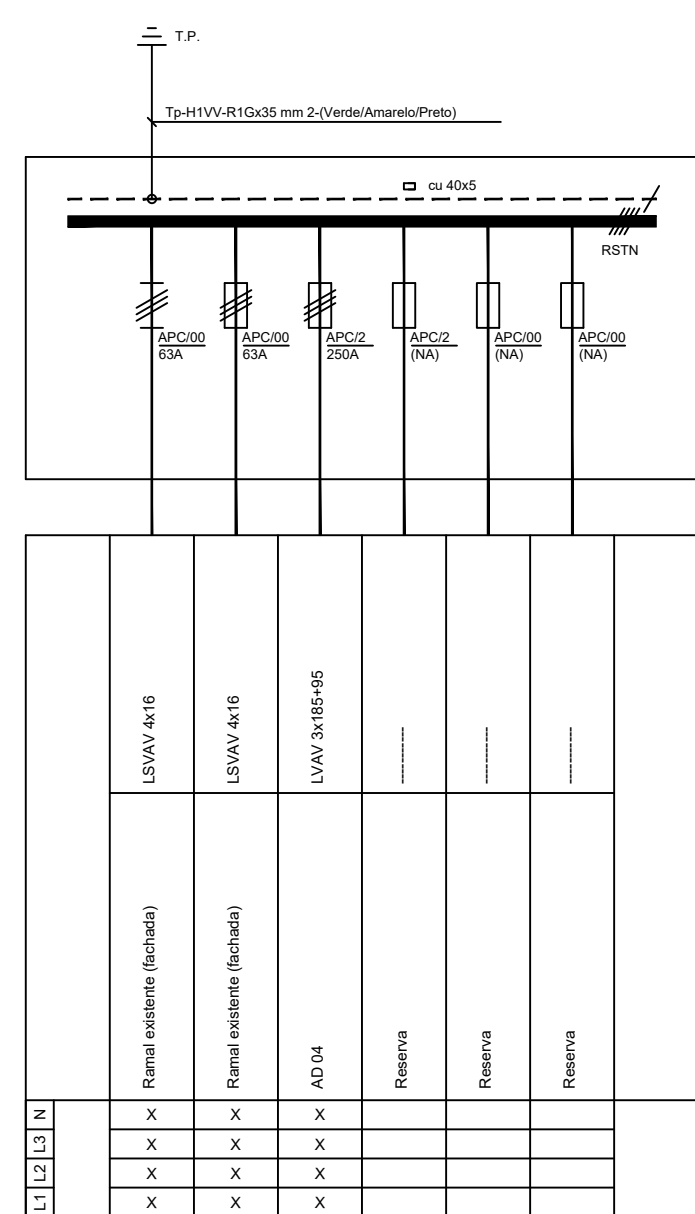 T.P.
Tp-H1VV-R1Gx35 mm 2-(Verde/Amarelo/Preto)
cu 40x5
RSTN
APC/00
63A
APC/00
63A
APC/2
250A
APC/2
(NA)
APC/00
(NA)
APC/00
(NA)
LSVAV 4x16
LSVAV 4x16
LVAV 3x185+95
----------
----------
----------
Ramal existente (fachada)
Ramal existente (fachada)
AD 04
Reserva
Reserva
Reserva
N X X X
L3 X X X
L2 X X X
L1 X X X